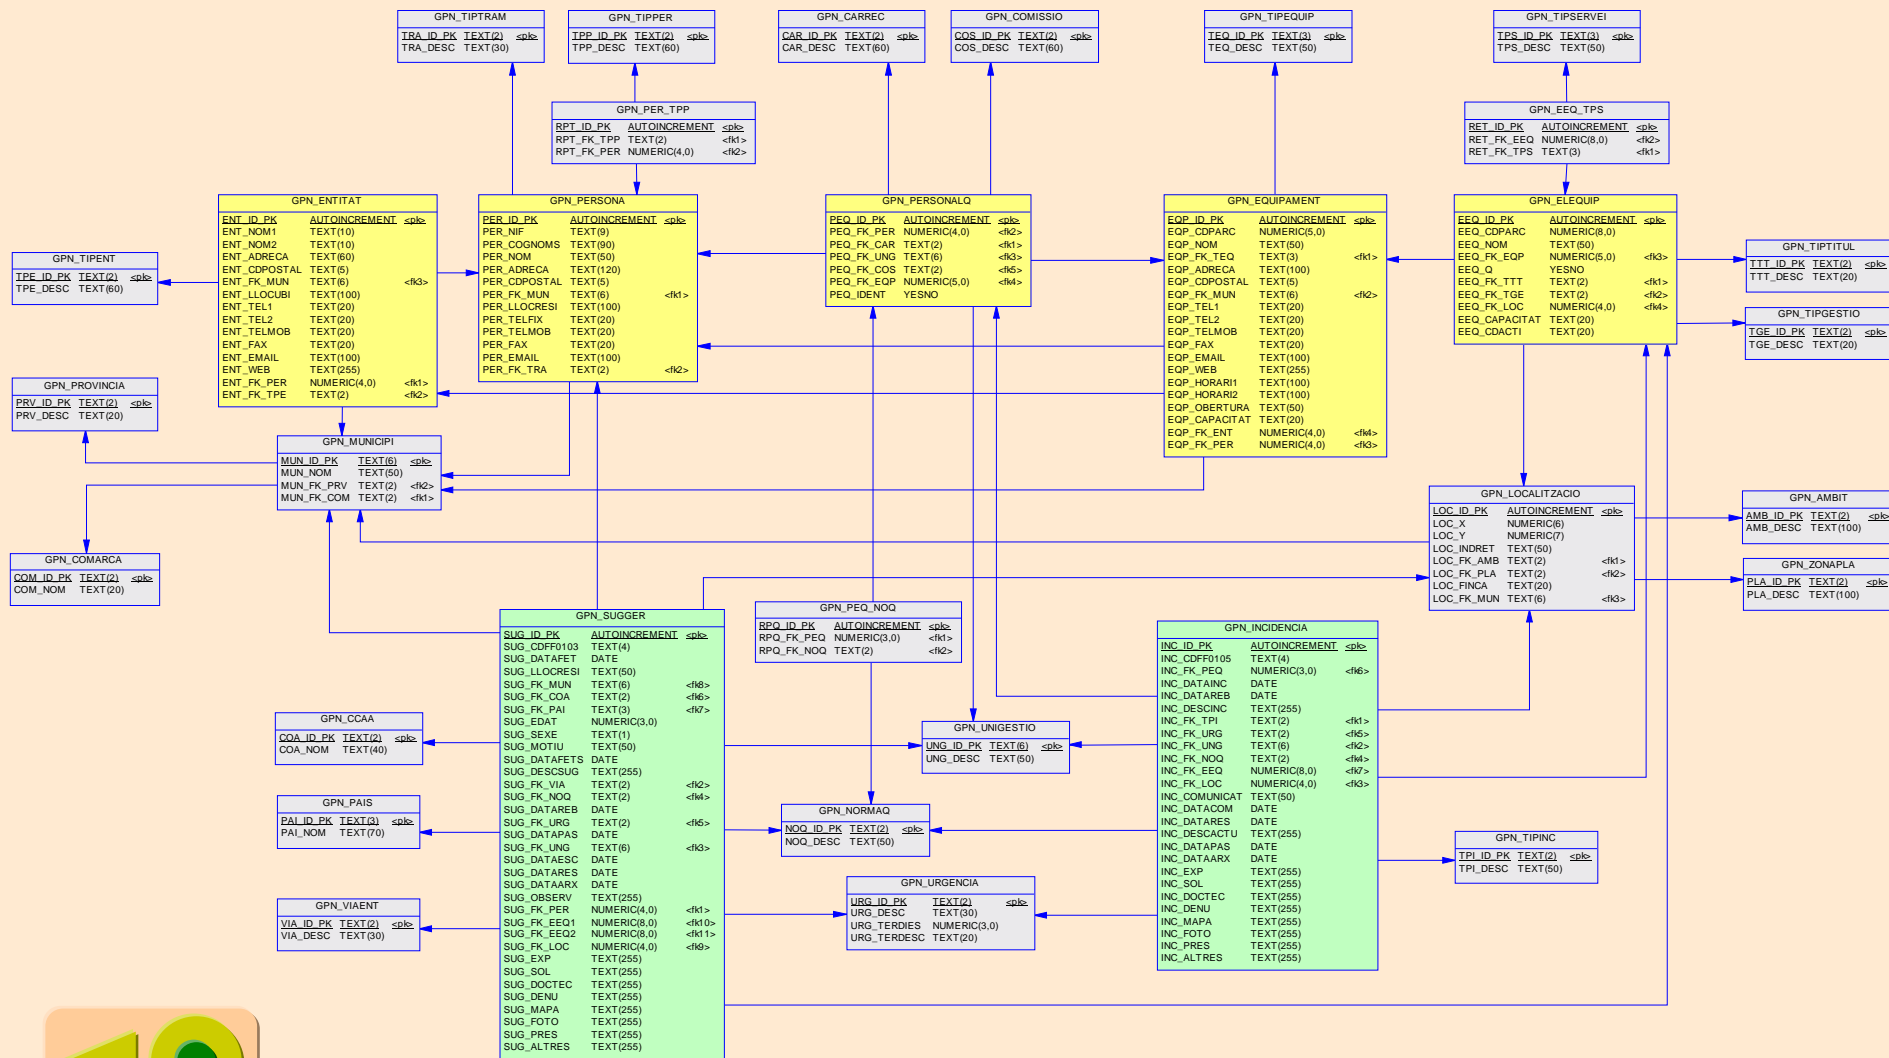 GPN_TIPTRAM
TRA_ID_PK TEXT(2) <pk>
TRA_DESC TEXT(30)
GPN_TIPPER
TPP_ID_PK TEXT(2) <pk>
TPP_DESC TEXT(60)
GPN_CARREC
CAR_ID_PK TEXT(2) <pk>
CAR_DESC TEXT(60)
GPN_COMISSIO
COS_ID_PK TEXT(2) <pk>
COS_DESC TEXT(60)
GPN_TIPEQUIP
TEQ_ID_PK TEXT(3) <pk>
TEQ_DESC TEXT(50)
GPN_TIPSERVEI
TPS_ID_PK TEXT(3) <pk>
TPS_DESC TEXT(50)
GPN_PER_TPP
RPT_ID_PK AUTOINCREMENT <pk>
RPT_FK_TPP TEXT(2) <fk1>
RPT_FK_PER NUMERIC(4,0) <fk2>
GPN_EEQ_TPS
RET_ID_PK AUTOINCREMENT <pk>
RET_FK_EEQ NUMERIC(8,0) <fk2>
RET_FK_TPS TEXT(3) <fk1>
GPN_ENTITAT
ENT_ID_PK AUTOINCREMENT <pk>
ENT_NOM1 TEXT(10)
ENT_NOM2 TEXT(10)
ENT_ADRECA TEXT(60)
ENT_CDPOSTAL TEXT(5)
ENT_FK_MUN TEXT(6) <fk3>
ENT_LLOCUBI TEXT(100)
ENT_TEL1 TEXT(20)
ENT_TEL2 TEXT(20)
ENT_TELMOB TEXT(20)
ENT_FAX TEXT(20)
ENT_EMAIL TEXT(100)
ENT_WEB TEXT(255)
ENT_FK_PER NUMERIC(4,0) <fk1>
ENT_FK_TPE TEXT(2) <fk2>
GPN_PERSONA
PER_ID_PK AUTOINCREMENT <pk>
PER_NIF TEXT(9)
PER_COGNOMS TEXT(90)
PER_NOM TEXT(50)
PER_ADRECA TEXT(120)
PER_CDPOSTAL TEXT(5)
PER_FK_MUN TEXT(6) <fk1>
PER_LLOCRESI TEXT(100)
PER_TELFIX TEXT(20)
PER_TELMOB TEXT(20)
PER_FAX TEXT(20)
PER_EMAIL TEXT(100)
PER_FK_TRA TEXT(2) <fk2>
GPN_PERSONALQ
PEQ_ID_PK AUTOINCREMENT <pk>
PEQ_FK_PER NUMERIC(4,0) <fk2>
PEQ_FK_CAR TEXT(2) <fk1>
PEQ_FK_UNG TEXT(6) <fk3>
PEQ_FK_COS TEXT(2) <fk5>
PEQ_FK_EQP NUMERIC(5,0) <fk4>
PEQ_IDENT YESNO
GPN_EQUIPAMENT
EQP_ID_PK AUTOINCREMENT <pk>
EQP_CDPARC NUMERIC(5,0)
EQP_NOM TEXT(50)
EQP_FK_TEQ TEXT(3) <fk1>
EQP_ADRECA TEXT(100)
EQP_CDPOSTAL TEXT(5)
EQP_FK_MUN TEXT(6) <fk2>
EQP_TEL1 TEXT(20)
EQP_TEL2 TEXT(20)
EQP_TELMOB TEXT(20)
EQP_FAX TEXT(20)
EQP_EMAIL TEXT(100)
EQP_WEB TEXT(255)
EQP_HORARI1 TEXT(100)
EQP_HORARI2 TEXT(100)
EQP_OBERTURA TEXT(50)
EQP_CAPACITAT TEXT(20)
EQP_FK_ENT NUMERIC(4,0) <fk4>
EQP_FK_PER NUMERIC(4,0) <fk3>
GPN_ELEQUIP
EEQ_ID_PK AUTOINCREMENT <pk>
EEQ_CDPARC NUMERIC(8,0)
EEQ_NOM TEXT(50)
EEQ_FK_EQP NUMERIC(5,0) <fk3>
EEQ_Q YESNO
EEQ_FK_TTT TEXT(2) <fk1>
EEQ_FK_TGE TEXT(2) <fk2>
EEQ_FK_LOC NUMERIC(4,0) <fk4>
EEQ_CAPACITAT TEXT(20)
EEQ_CDACTI TEXT(20)
GPN_TIPTITUL
TTT_ID_PK TEXT(2) <pk>
TTT_DESC TEXT(20)
GPN_TIPENT
TPE_ID_PK TEXT(2) <pk>
TPE_DESC TEXT(60)
GPN_TIPGESTIO
TGE_ID_PK TEXT(2) <pk>
TGE_DESC TEXT(20)
GPN_PROVINCIA
PRV_ID_PK TEXT(2) <pk>
PRV_DESC TEXT(20)
GPN_MUNICIPI
MUN_ID_PK TEXT(6) <pk>
MUN_NOM TEXT(50)
MUN_FK_PRV TEXT(2) <fk2>
MUN_FK_COM TEXT(2) <fk1>
GPN_LOCALITZACIO
LOC_ID_PK AUTOINCREMENT <pk>
LOC_X NUMERIC(6)
LOC_Y NUMERIC(7)
LOC_INDRET TEXT(50)
LOC_FK_AMB TEXT(2) <fk1>
LOC_FK_PLA TEXT(2) <fk2>
LOC_FINCA TEXT(20)
LOC_FK_MUN TEXT(6) <fk3>
GPN_AMBIT
AMB_ID_PK TEXT(2) <pk>
AMB_DESC TEXT(100)
GPN_COMARCA
COM_ID_PK TEXT(2) <pk>
COM_NOM TEXT(20)
GPN_ZONAPLA
PLA_ID_PK TEXT(2) <pk>
PLA_DESC TEXT(100)
GPN_SUGGER
SUG_ID_PK AUTOINCREMENT <pk>
SUG_CDFF0103 TEXT(4)
SUG_DATAFET DATE
SUG_LLOCRESI TEXT(50)
SUG_FK_MUN TEXT(6) <fk8>
SUG_FK_COA TEXT(2) <fk6>
SUG_FK_PAI TEXT(3) <fk7>
SUG_EDAT NUMERIC(3,0)
SUG_SEXE TEXT(1)
SUG_MOTIU TEXT(50)
SUG_DATAFETS DATE
SUG_DESCSUG TEXT(255)
SUG_FK_VIA TEXT(2) <fk2>
SUG_FK_NOQ TEXT(2) <fk4>
SUG_DATAREB DATE
SUG_FK_URG TEXT(2) <fk5>
SUG_DATAPAS DATE
SUG_FK_UNG TEXT(6) <fk3>
SUG_DATAESC DATE
SUG_DATARES DATE
SUG_DATAARX DATE
SUG_OBSERV TEXT(255)
SUG_FK_PER NUMERIC(4,0) <fk1>
SUG_FK_EEQ1 NUMERIC(8,0) <fk10>
SUG_FK_EEQ2 NUMERIC(8,0) <fk11>
SUG_FK_LOC NUMERIC(4,0) <fk9>
SUG_EXP TEXT(255)
SUG_SOL TEXT(255)
SUG_DOCTEC TEXT(255)
SUG_DENU TEXT(255)
SUG_MAPA TEXT(255)
SUG_FOTO TEXT(255)
SUG_PRES TEXT(255)
SUG_ALTRES TEXT(255)
GPN_PEQ_NOQ
RPQ_ID_PK AUTOINCREMENT <pk>
RPQ_FK_PEQ NUMERIC(3,0) <fk1>
RPQ_FK_NOQ TEXT(2) <fk2>
GPN_INCIDENCIA
INC_ID_PK AUTOINCREMENT <pk>
INC_CDFF0105 TEXT(4)
INC_FK_PEQ NUMERIC(3,0) <fk6>
INC_DATAINC DATE
INC_DATAREB DATE
INC_DESCINC TEXT(255)
INC_FK_TPI TEXT(2) <fk1>
INC_FK_URG TEXT(2) <fk5>
INC_FK_UNG TEXT(6) <fk2>
INC_FK_NOQ TEXT(2) <fk4>
INC_FK_EEQ NUMERIC(8,0) <fk7>
INC_FK_LOC NUMERIC(4,0) <fk3>
INC_COMUNICAT TEXT(50)
INC_DATACOM DATE
INC_DATARES DATE
INC_DESCACTU TEXT(255)
INC_DATAPAS DATE
INC_DATAARX DATE
INC_EXP TEXT(255)
INC_SOL TEXT(255)
INC_DOCTEC TEXT(255)
INC_DENU TEXT(255)
INC_MAPA TEXT(255)
INC_FOTO TEXT(255)
INC_PRES TEXT(255)
INC_ALTRES TEXT(255)
GPN_CCAA
COA_ID_PK TEXT(2) <pk>
COA_NOM TEXT(40)
GPN_UNIGESTIO
UNG_ID_PK TEXT(6) <pk>
UNG_DESC TEXT(50)
GPN_PAIS
PAI_ID_PK TEXT(3) <pk>
PAI_NOM TEXT(70)
GPN_NORMAQ
NOQ_ID_PK TEXT(2) <pk>
NOQ_DESC TEXT(50)
GPN_TIPINC
TPI_ID_PK TEXT(2) <pk>
TPI_DESC TEXT(50)
GPN_VIAENT
VIA_ID_PK TEXT(2) <pk>
VIA_DESC TEXT(30)
GPN_URGENCIA
URG_ID_PK TEXT(2) <pk>
URG_DESC TEXT(30)
URG_TERDIES NUMERIC(3,0)
URG_TERDESC TEXT(20)